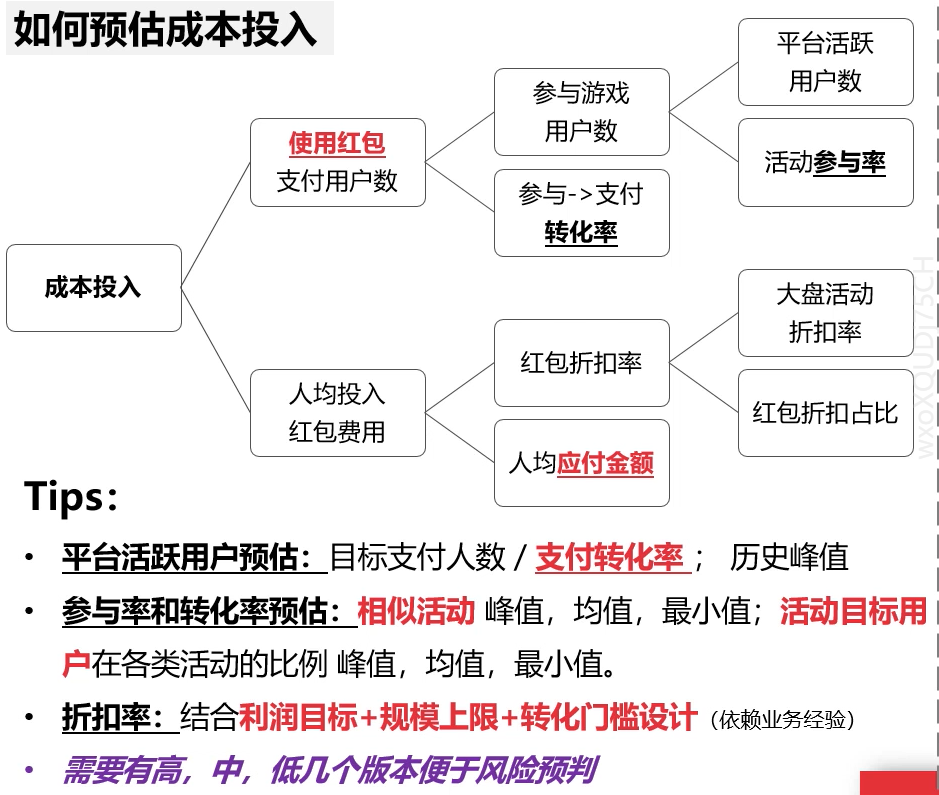 如何预估成本投入
平台活跃
用户数
参与游戏
用户数
使用红包
支付用户数
活动参与率
参与->支付
转化率
成本投入
大盘活动
折扣率
红包折扣率
人均投入
红包费用
红包折扣占比
人均应付金额
Tips：
• 平台活跃用户预估：目标支付人数 / 支付转化率 ； 历史峰值
• 参与率和转化率预估：相似活动 峰值，均值，最小值；活动目标用
户在各类活动的比例 峰值，均值，最小值。
• 折扣率：结合利润目标+规模上限+转化门槛设计（依赖业务经验）
• 需要有高，中，低几个版本便于风险预判